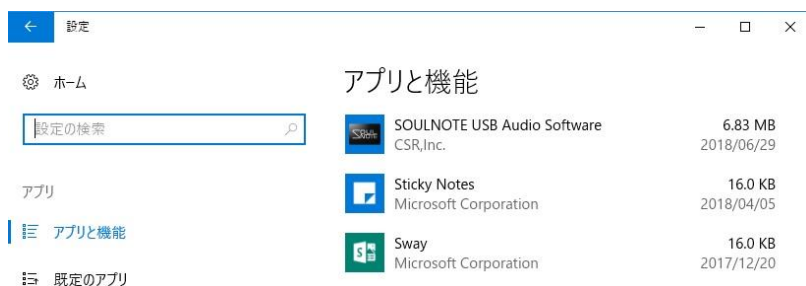 設定
ホーム
設定の検索
アプリ
アプリと機能
既定のアプリ
アプリと機能
SOULNOTE USB Audio Software 6.83 MB
CSR,Inc. 2018/06/29
Sticky Notes 16.0 KB
Microsoft Corporation 2018/04/05
Sway 16.0 KB
Microsoft Corporation 2017/12/20